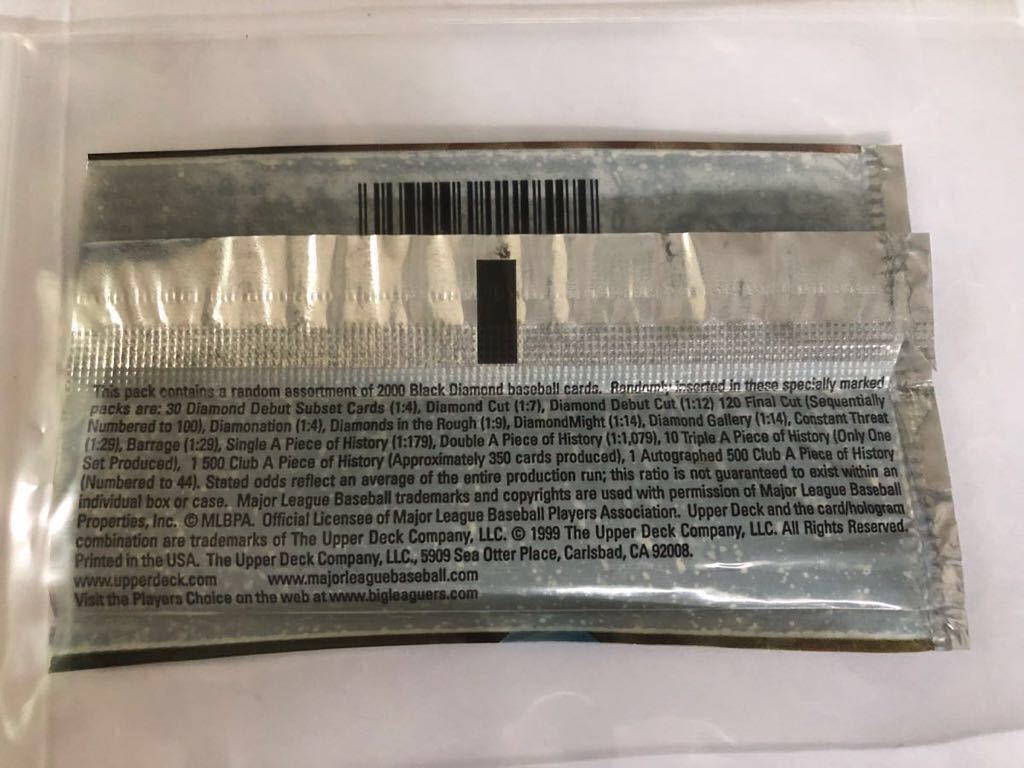 This pack contains a random assortment of 2000 Black Diamond baseball cards. Randomly inserted in these specially marked
packs are: 30 Diamond Debut Subset Cards (1:4), Diamond Cut (1:7), Diamond Debut Cut (1:12) 120 Final Cut (Sequentially
Numbered to 100), Diamonation (1:4), Diamonds in the Rough (1:9), DiamondMight (1:14), Diamond Gallery (1:14), Constant Threat
(1:29), Barrage (1:29), Single A Piece of History (1:179), Double A Piece of History (1:1,079), 10 Triple A Piece of History (Only One
Set Produced), 1 500 Club A Piece of History (Approximately 350 cards produced), 1 Autographed 500 Club A Piece of History
(Numbered to 44). Stated odds reflect an average of the entire production run; this ratio is not guaranteed to exist within an
individual box or case. Major League Baseball trademarks and copyrights are used with permission of Major League Baseball
Properties, Inc. © MLBPA. Official Licensee of Major League Baseball Players Association. Upper Deck and the card/hologram
combination are trademarks of The Upper Deck Company, LLC. © 1999 The Upper Deck Company, LLC. All Rights Reserved.
Printed in the USA. The Upper Deck Company, LLC., 5909 Sea Otter Place, Carlsbad, CA 92008.
www.upperdeck.com www.majorleaguebaseball.com
Visit the Players Choice on the web at www.bigleaguers.com